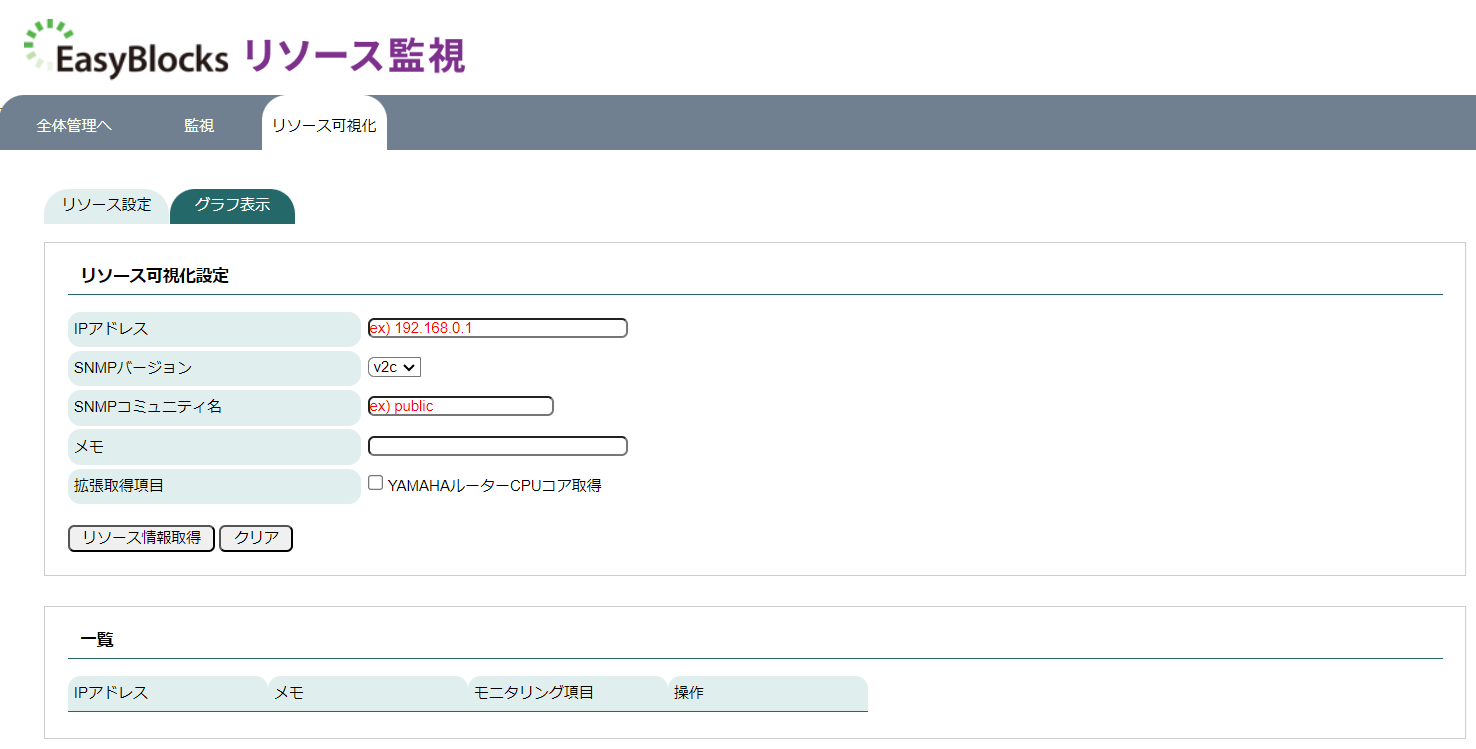 EasyBlocks リソース監視
全体管理へ 監視 リソース可視化
リソース設定 グラフ表示
リソース可視化設定
IPアドレス ex) 192.168.0.1
SNMPバージョン v2c
SNMPコミュニティ名 ex) public
メモ
拡張取得項目 YAMAHAルーターCPUコア取得
リソース情報取得 クリア
一覧
IPアドレス メモ モニタリング項目 操作